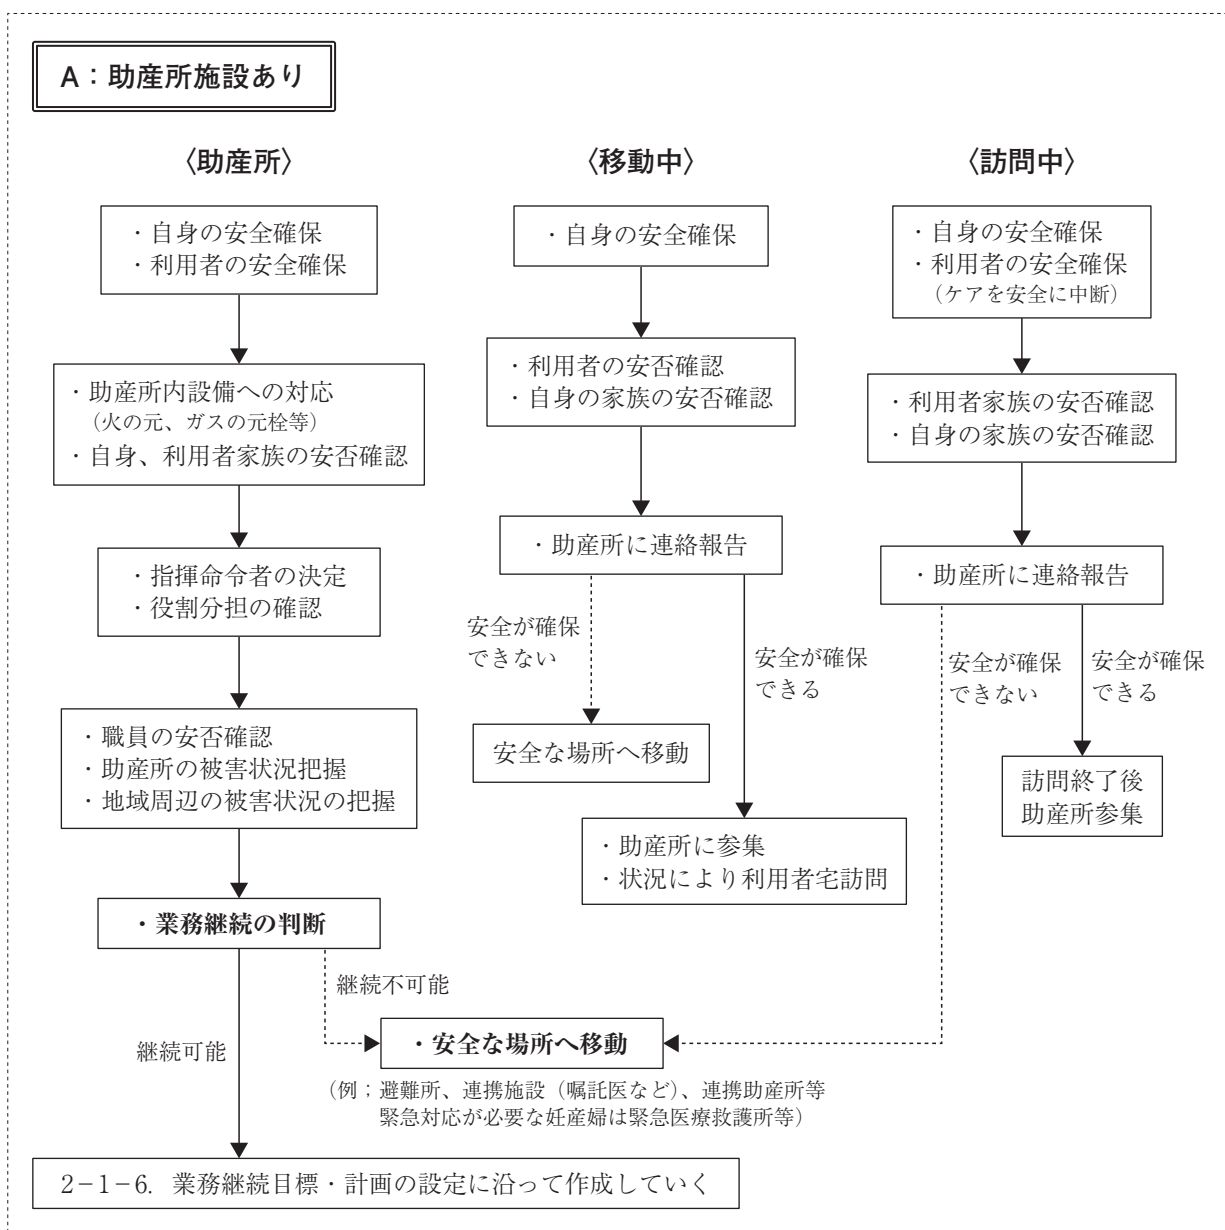 A：助産所施設あり
〈助産所〉
・自身の安全確保
・利用者の安全確保
・助産所内設備への対応
（火の元、ガスの元栓等）
・自身、利用者家族の安否確認
・指揮命令者の決定
・役割分担の確認
・職員の安否確認
・助産所の被害状況把握
・地域周辺の被害状況の把握
・業務継続の判断
継続不可能
継続可能
・安全な場所へ移動
（例；避難所、連携施設（嘱託医など）、連携助産所等
緊急対応が必要な妊産婦は緊急医療救護所等）
2−1−6. 業務継続目標・計画の設定に沿って作成していく
〈移動中〉
・自身の安全確保
・利用者の安否確認
・自身の家族の安否確認
・助産所に連絡報告
安全が確保
できない
安全が確保
できる
安全な場所へ移動
・助産所に参集
・状況により利用者宅訪問
〈訪問中〉
・自身の安全確保
・利用者の安全確保
（ケアを安全に中断）
・利用者家族の安否確認
・自身の家族の安否確認
・助産所に連絡報告
安全が確保
できない
安全が確保
できる
訪問終了後
助産所参集